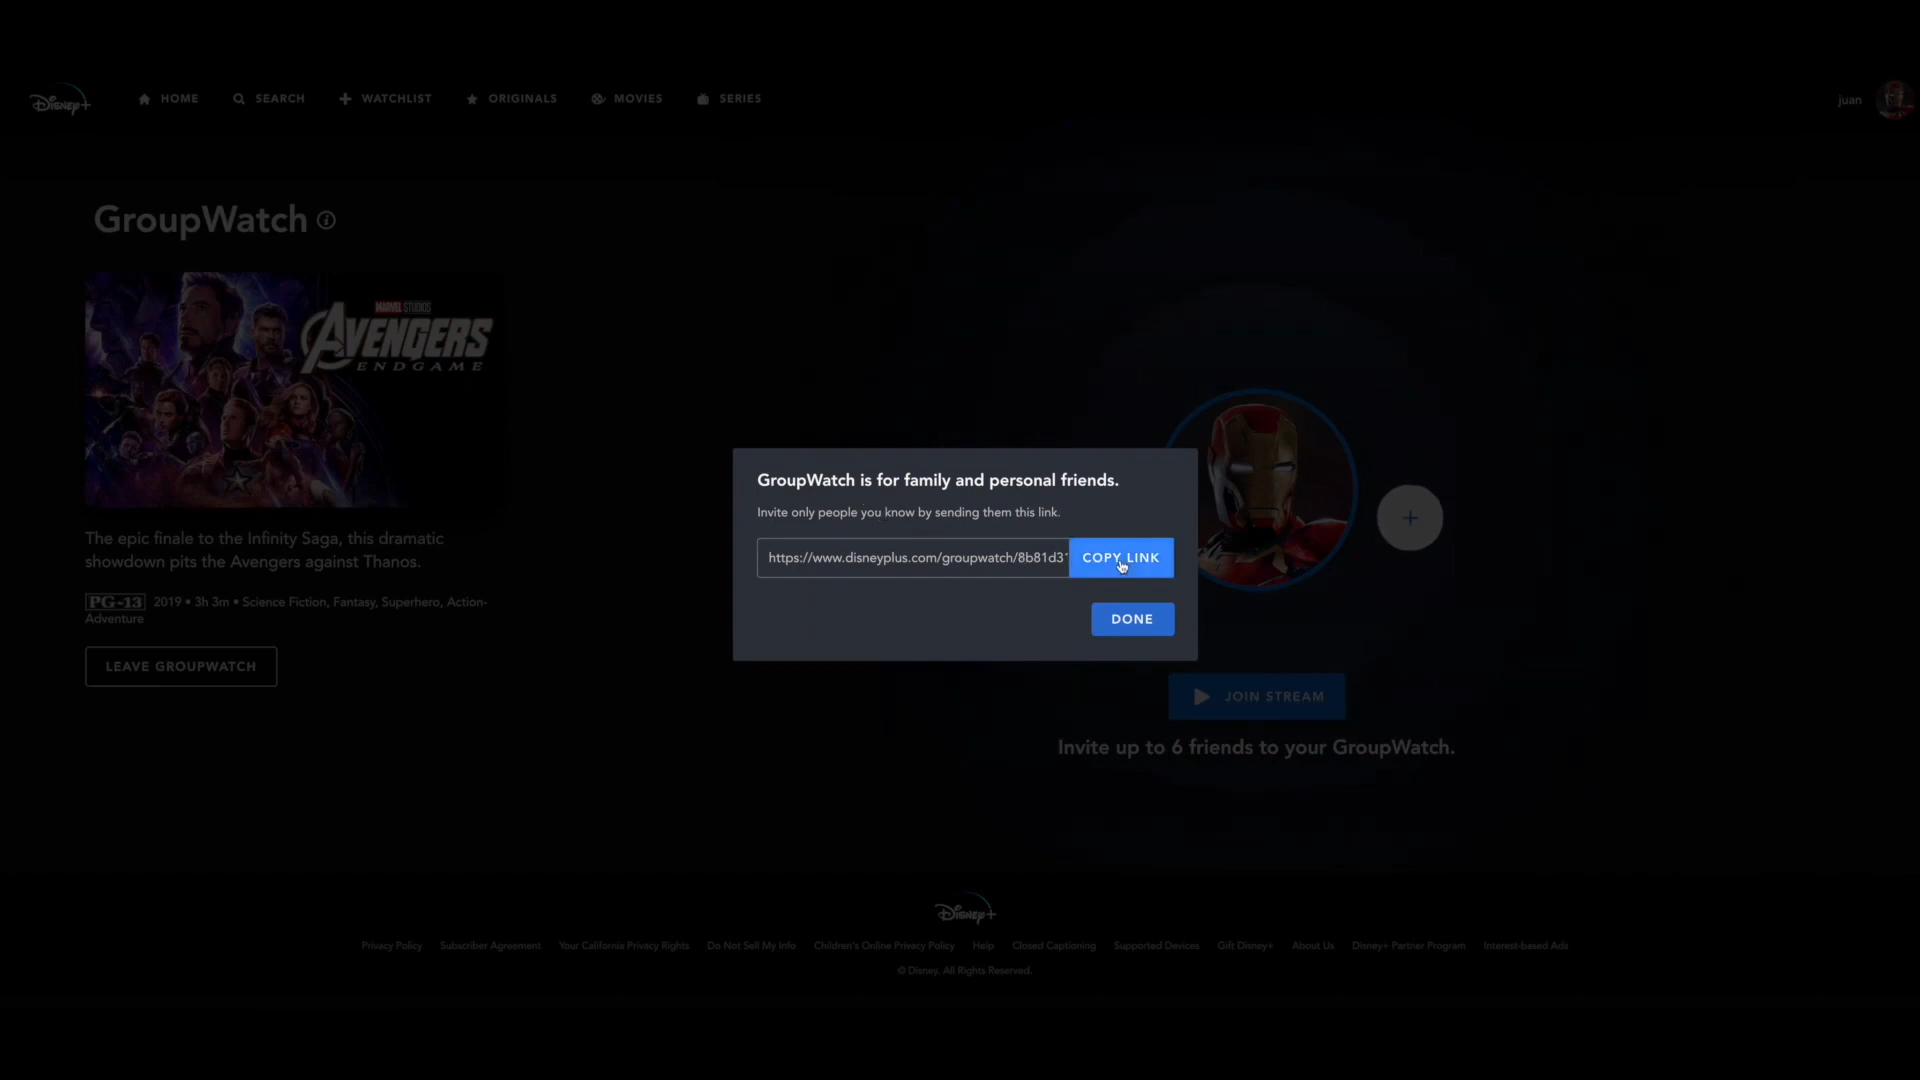 Disney+
HOME
SEARCH
WATCHLIST
ORIGINALS
MOVIES
SERIES
juan
GroupWatch
MARVEL STUDIOS
AVENGERS
ENDGAME
The epic finale to the Infinity Saga, this dramatic
showdown pits the Avengers against Thanos.
PG-13 2019 • 3h 3m • Science Fiction, Fantasy, Superhero, Action-
Adventure
LEAVE GROUPWATCH
GroupWatch is for family and personal friends.
Invite only people you know by sending them this link.
https://www.disneyplus.com/groupwatch/8b81d31
COPY LINK
DONE
JOIN STREAM
Invite up to 6 friends to your GroupWatch.
Disney+
Privacy Policy Subscriber Agreement Your California Privacy Rights Do Not Sell My Info Children's Online Privacy Policy Help Closed Captioning Supported Devices Gift Disney+ About Us Disney+ Partner Program Interest-based Ads
© Disney. All Rights Reserved.